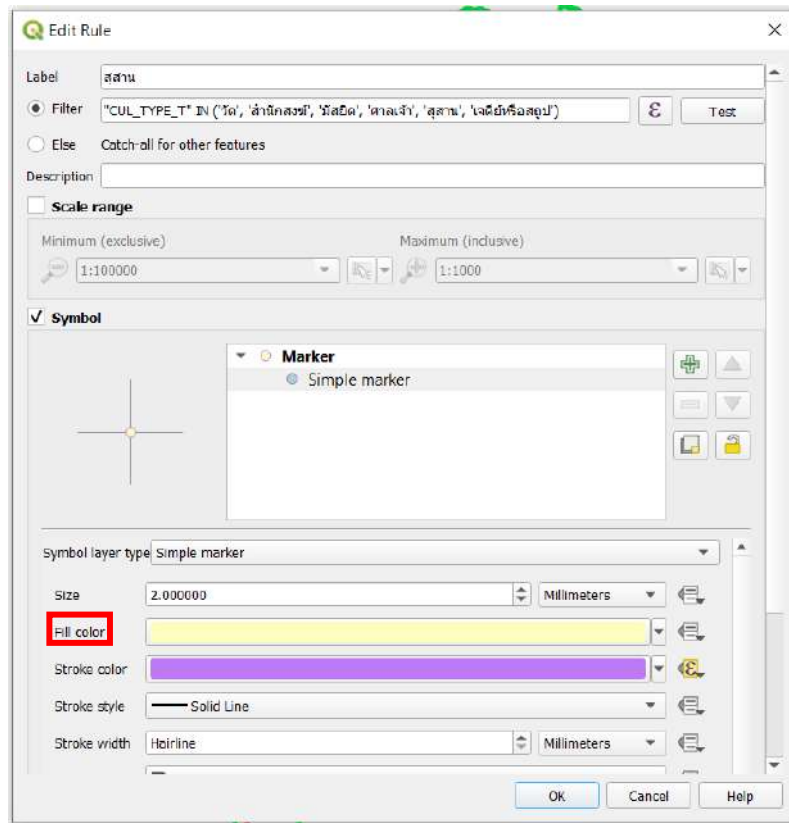 Edit Rule
Label สุสาน
Filter "CUL_TYPE_T" IN ('วัด', 'สำนักสงฆ์', 'มัสยิด', 'ศาลเจ้า', 'สุสาน', 'เจดีย์หรือสถูป') ε Test
Else Catch-all for other features
Description
Scale range
Minimum (exclusive) Maximum (inclusive)
1:100000 1:1000
Symbol
Marker
Simple marker
Symbol layer type Simple marker
Size 2.000000 Millimeters
Fill color
Stroke color ε
Stroke style Solid Line
Stroke width Hairline Millimeters
OK Cancel Help